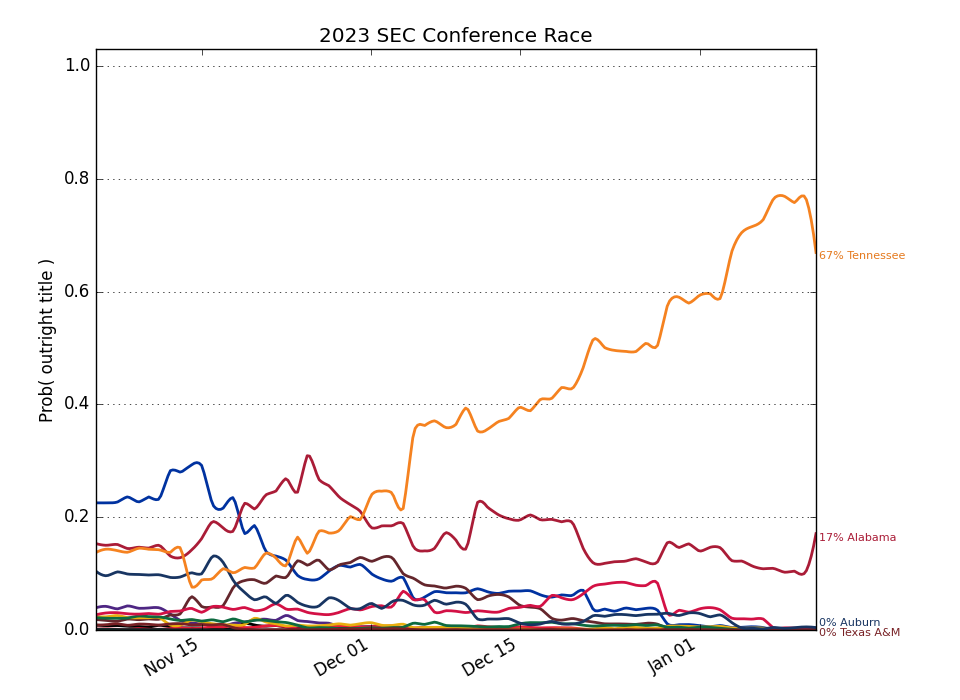 2023 SEC Conference Race
Prob( outright title )
1.0
0.8
0.6
0.4
0.2
0.0
Nov 15
Dec 01
Dec 15
Jan 01
67% Tennessee
17% Alabama
0% Auburn
0% Texas A&M